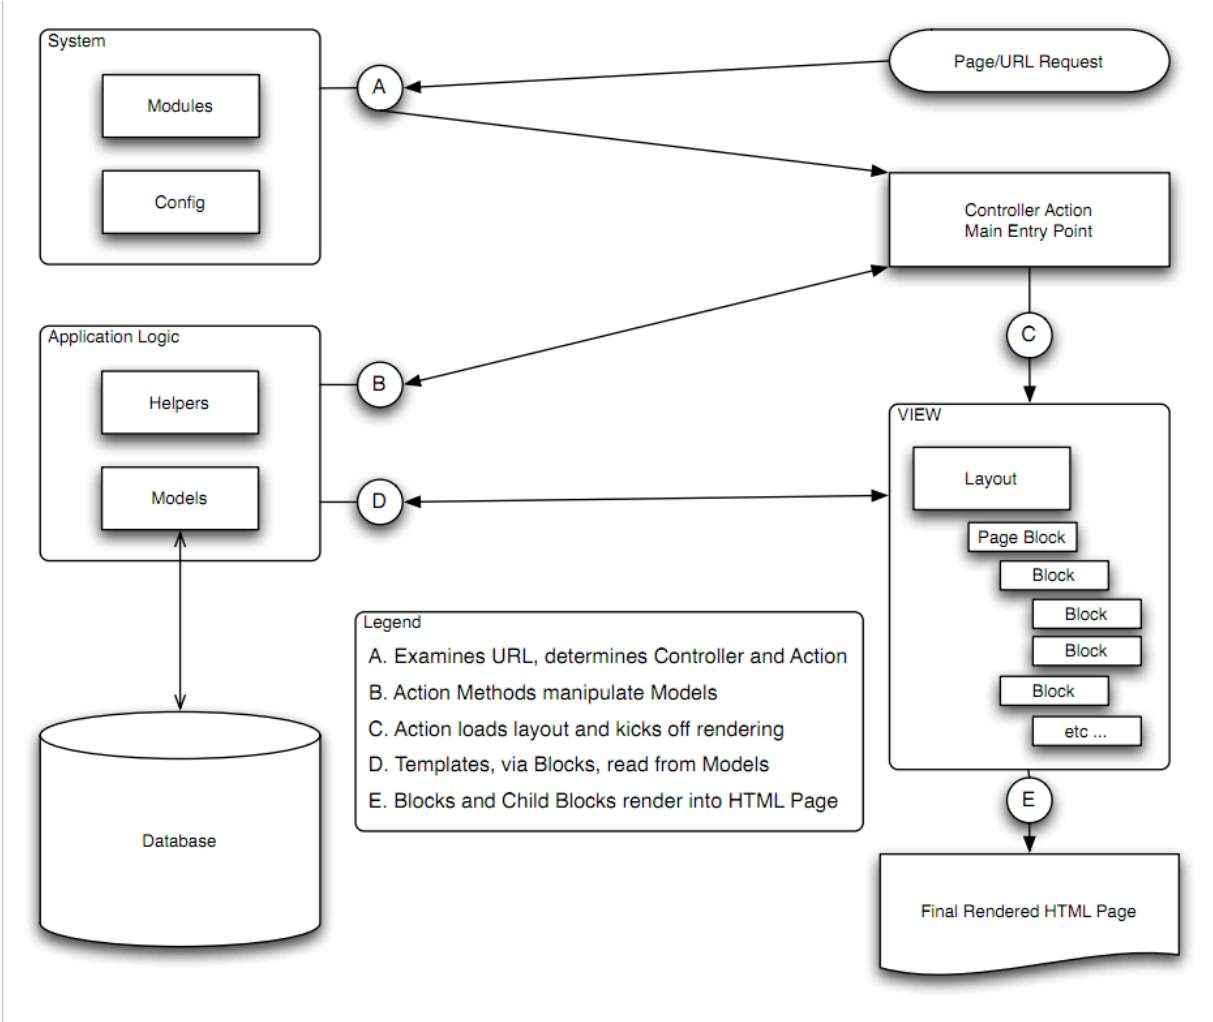 System
Modules
Config
A
Page/URL Request
Controller Action
Main Entry Point
Application Logic
Helpers
Models
B
C
D
VIEW
Layout
Page Block
Block
Block
Block
Block
etc ...
Legend
A. Examines URL, determines Controller and Action
B. Action Methods manipulate Models
C. Action loads layout and kicks off rendering
D. Templates, via Blocks, read from Models
E. Blocks and Child Blocks render into HTML Page
E
Database
Final Rendered HTML Page